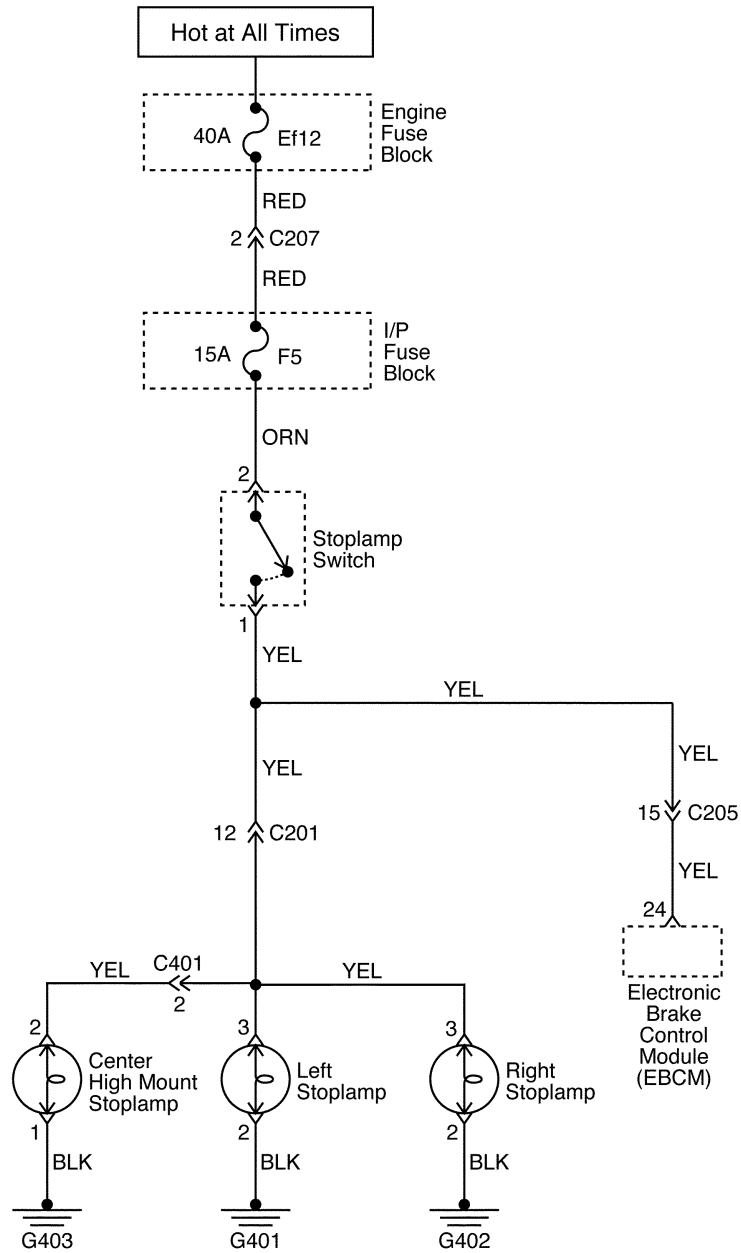 Hot at All Times
40A Ef12
Engine
Fuse
Block
RED
2 C207
RED
15A F5
I/P
Fuse
Block
ORN
2
Stoplamp
Switch
1
YEL
YEL
YEL
YEL
12 C201
15 C205
YEL
24
Electronic
Brake
Control
Module
(EBCM)
YEL
C401
2
YEL
2
Center
High Mount
Stoplamp
1
BLK
G403
3
Left
Stoplamp
2
BLK
G401
3
Right
Stoplamp
2
BLK
G402